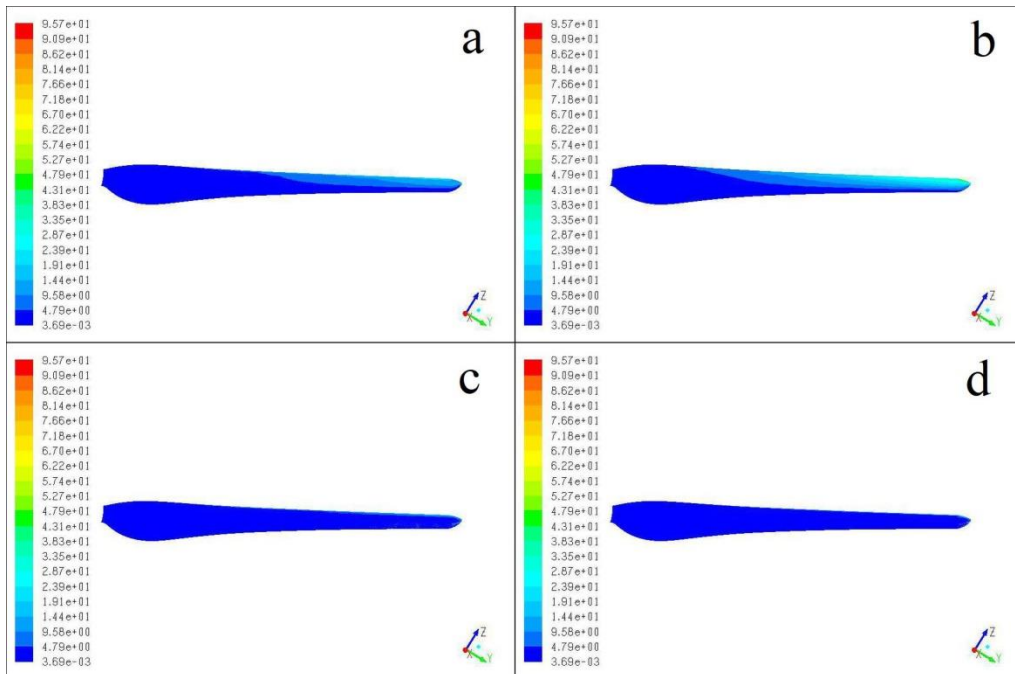 a
9.57e+01
9.09e+01
8.62e+01
8.14e+01
7.66e+01
7.18e+01
6.70e+01
6.22e+01
5.27e+01
4.79e+01
4.31e+01
3.83e+01
3.35e+01
2.87e+01
2.39e+01
1.91e+01
1.44e+01
9.58e+00
4.79e+00
3.69e-03
Z
X
Y
b
9.57e+01
9.09e+01
8.62e+01
8.14e+01
7.66e+01
7.18e+01
6.70e+01
6.22e+01
5.27e+01
4.79e+01
4.31e+01
3.83e+01
3.35e+01
2.87e+01
2.39e+01
1.91e+01
1.44e+01
9.58e+00
4.79e+00
3.69e-03
Z
X
Y
c
9.57e+01
9.09e+01
8.62e+01
8.14e+01
7.66e+01
7.18e+01
6.70e+01
6.22e+01
5.27e+01
4.79e+01
4.31e+01
3.83e+01
3.35e+01
2.87e+01
2.39e+01
1.91e+01
1.44e+01
9.58e+00
4.79e+00
3.69e-03
Z
X
Y
d
9.57e+01
9.09e+01
8.62e+01
8.14e+01
7.66e+01
7.18e+01
6.70e+01
6.22e+01
5.27e+01
4.79e+01
4.31e+01
3.83e+01
3.35e+01
2.87e+01
2.39e+01
1.91e+01
1.44e+01
9.58e+00
4.79e+00
3.69e-03
Z
X
Y